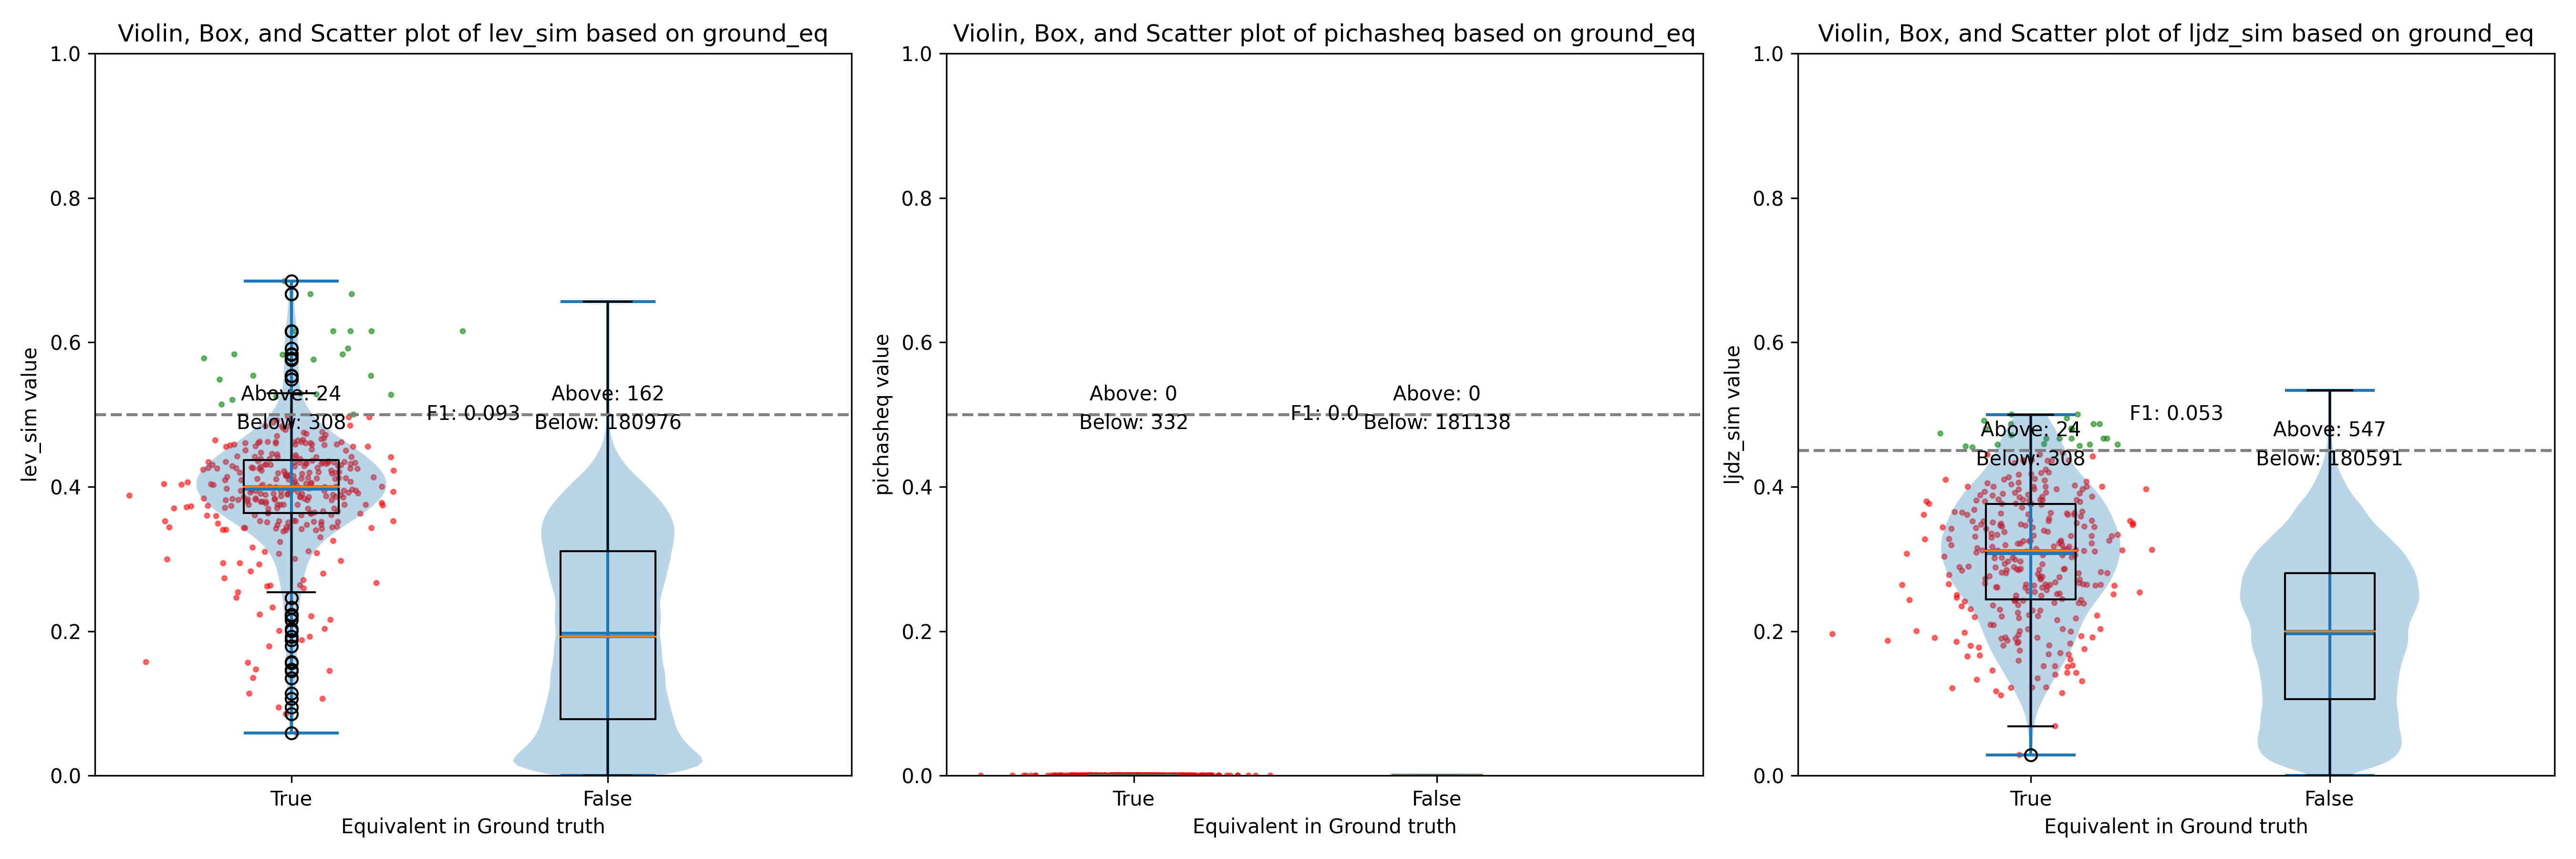 Violin, Box, and Scatter plot of lev_sim based on ground_eq
1.0
0.8
0.6
0.4
0.2
0.0
lev_sim value
Above: 24
Below: 308
F1: 0.093
Above: 162
Below: 180976
True
False
Equivalent in Ground truth
Violin, Box, and Scatter plot of pichasheq based on ground_eq
1.0
0.8
0.6
0.4
0.2
0.0
pichasheq value
Above: 0
Below: 332
F1: 0.0
Above: 0
Below: 181138
True
False
Equivalent in Ground truth
Violin, Box, and Scatter plot of ljdz_sim based on ground_eq
1.0
0.8
0.6
0.4
0.2
0.0
ljdz_sim value
Above: 24
Below: 308
F1: 0.053
Above: 547
Below: 180591
True
False
Equivalent in Ground truth